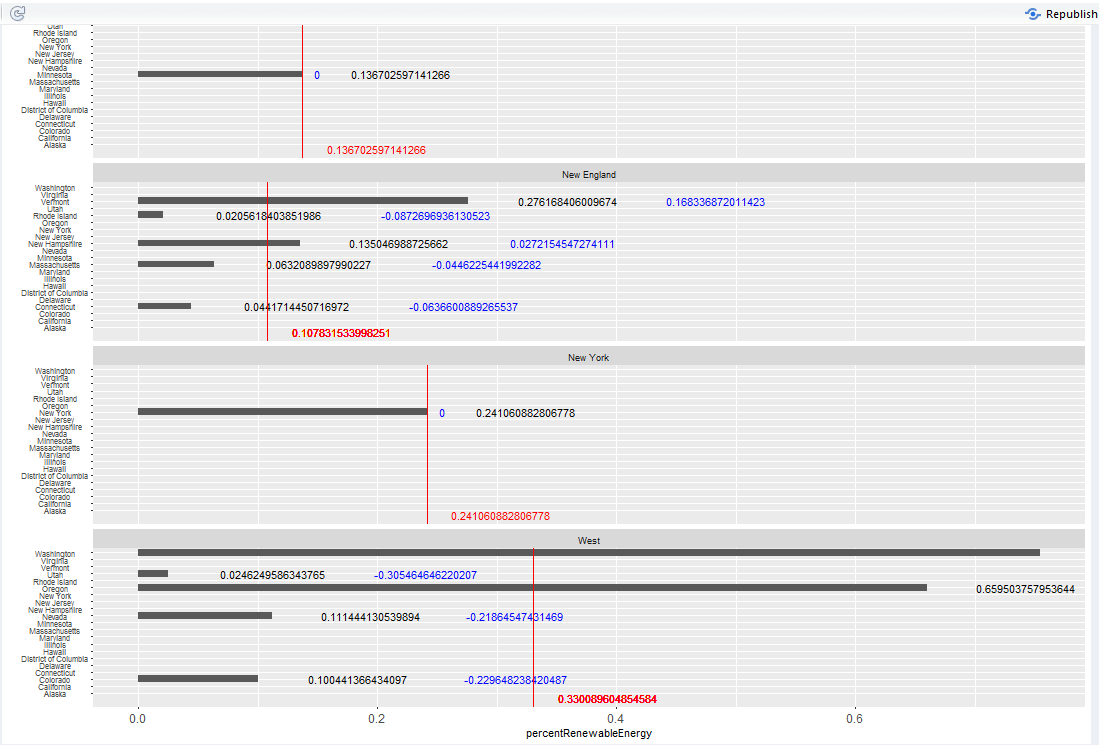 Republish
Utah
Rhode Island
Oregon
New York
New Jersey
New Hampshire
Nevada
Minnesota 0 0.136702597141266
Massachusetts
Maryland
Illinois
Hawaii
District of Columbia
Delaware
Connecticut
Colorado
California
Alaska 0.136702597141266
New England
Washington
Virginia
Vermont 0.276168406009674 0.168336872011423
Utah
Rhode Island 0.0205618403851986 -0.0872696936130523
Oregon
New York
New Jersey
New Hampshire 0.135046988725662 0.0272154547274111
Nevada
Minnesota
Massachusetts 0.0632089897990227 -0.0446225441992282
Maryland
Illinois
Hawaii
District of Columbia
Delaware
Connecticut 0.0441714450716972 -0.0636600889265537
Colorado
California
Alaska 0.107831533998251
New York
Washington
Virginia
Vermont
Utah
Rhode Island
Oregon
New York 0 0.241060882806778
New Jersey
New Hampshire
Nevada
Minnesota
Massachusetts
Maryland
Illinois
Hawaii
District of Columbia
Delaware
Connecticut
Colorado
California
Alaska 0.241060882806778
West
Washington
Virginia
Vermont
Utah 0.0246249586343765 -0.305464646220207
Rhode Island
Oregon 0.659503757953644
New York
New Jersey
New Hampshire
Nevada 0.111444130539894 -0.21864547431469
Minnesota
Massachusetts
Maryland
Illinois
Hawaii
District of Columbia
Delaware
Connecticut
Colorado 0.100441366434097 -0.229648238420487
California
Alaska 0.330089604854584
0.0 0.2 0.4 0.6
percentRenewableEnergy